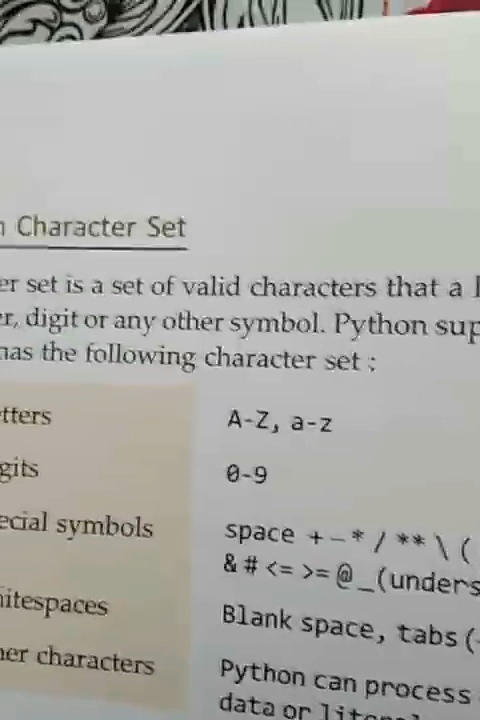 n Character Set
er set is a set of valid characters that a l
er, digit or any other symbol. Python sup
has the following character set :
tters A-Z, a-z
gits 0-9
ecial symbols space + – * / ** \ (
& # <= >= @ _ (unders
itespaces Blank space, tabs (
her characters Python can process
data or literal